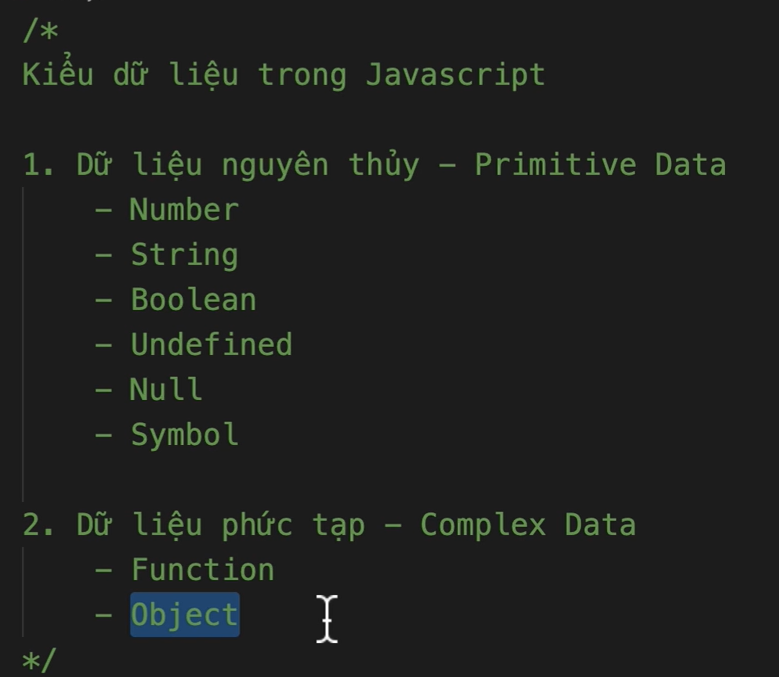 /*
Kiểu dữ liệu trong Javascript
1. Dữ liệu nguyên thủy – Primitive Data
– Number
– String
– Boolean
– Undefined
– Null
– Symbol
2. Dữ liệu phức tạp – Complex Data
– Function
– Object
*/